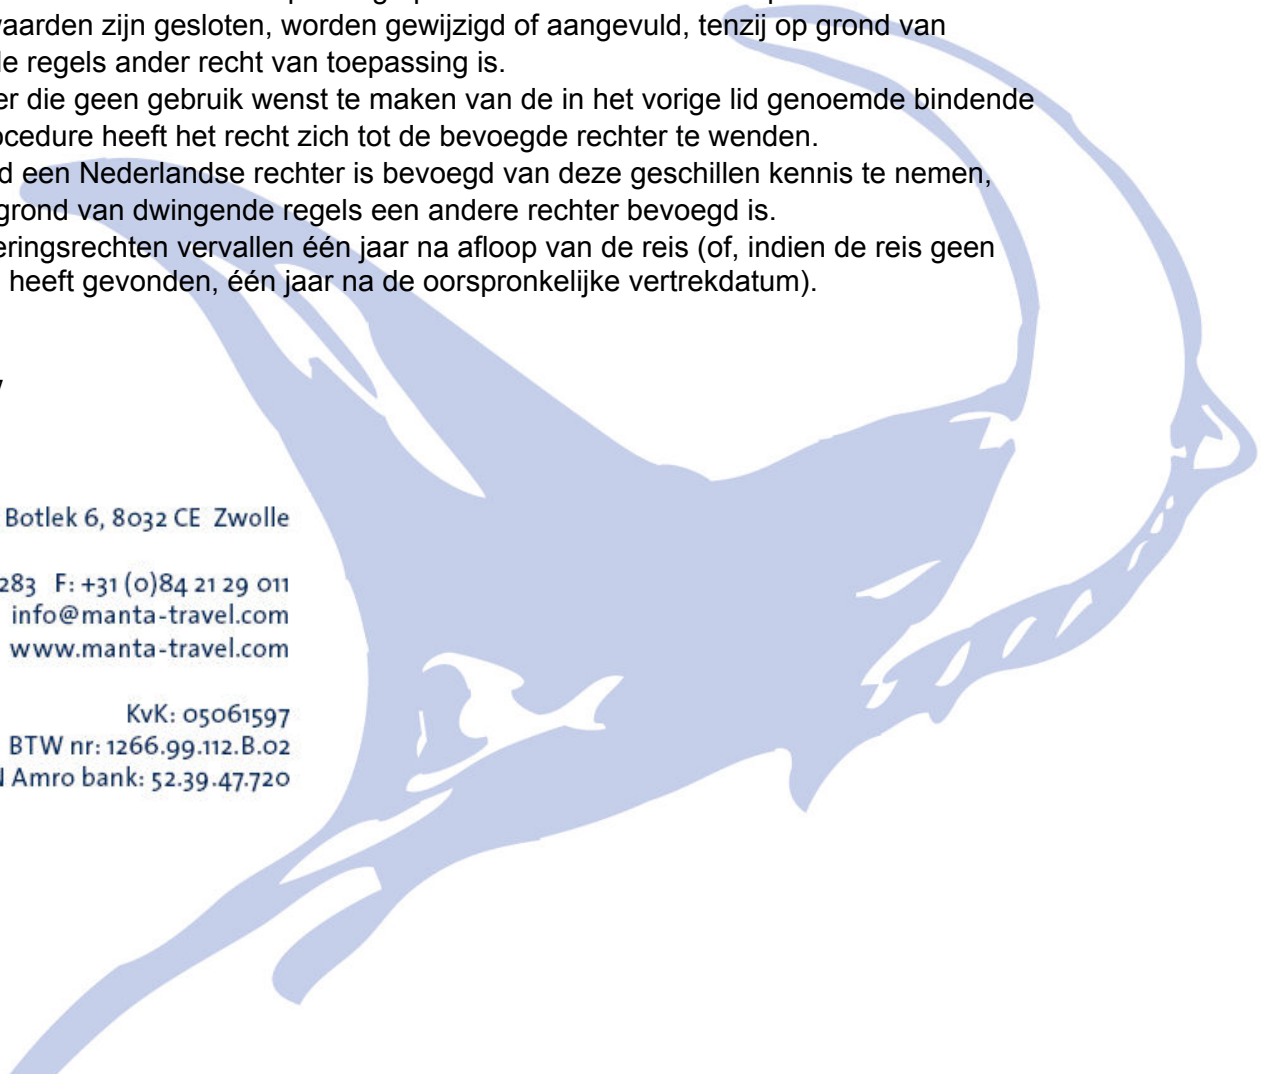 vaarden zijn gesloten, worden gewijzigd of aangevuld, tenzij op grond van
le regels ander recht van toepassing is.
er die geen gebruik wenst te maken van de in het vorige lid genoemde bindende
ocedure heeft het recht zich tot de bevoegde rechter te wenden.
d een Nederlandse rechter is bevoegd van deze geschillen kennis te nemen,
grond van dwingende regels een andere rechter bevoegd is.
eringsrechten vervallen één jaar na afloop van de reis (of, indien de reis geen
heeft gevonden, één jaar na de oorspronkelijke vertrekdatum).
Botlek 6, 8032 CE Zwolle
283 F: +31 (0)84 21 29 011
info@manta-travel.com
www.manta-travel.com
KvK: 05061597
BTW nr: 1266.99.112.B.02
N Amro bank: 52.39.47.720